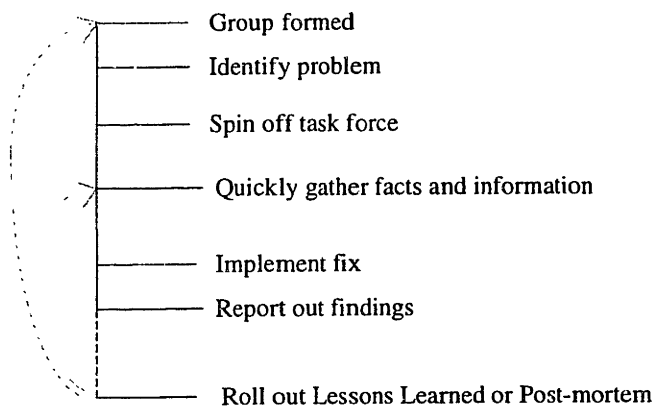 Group formed
Identify problem
Spin off task force
Quickly gather facts and information
Implement fix
Report out findings
Roll out Lessons Learned or Post-mortem